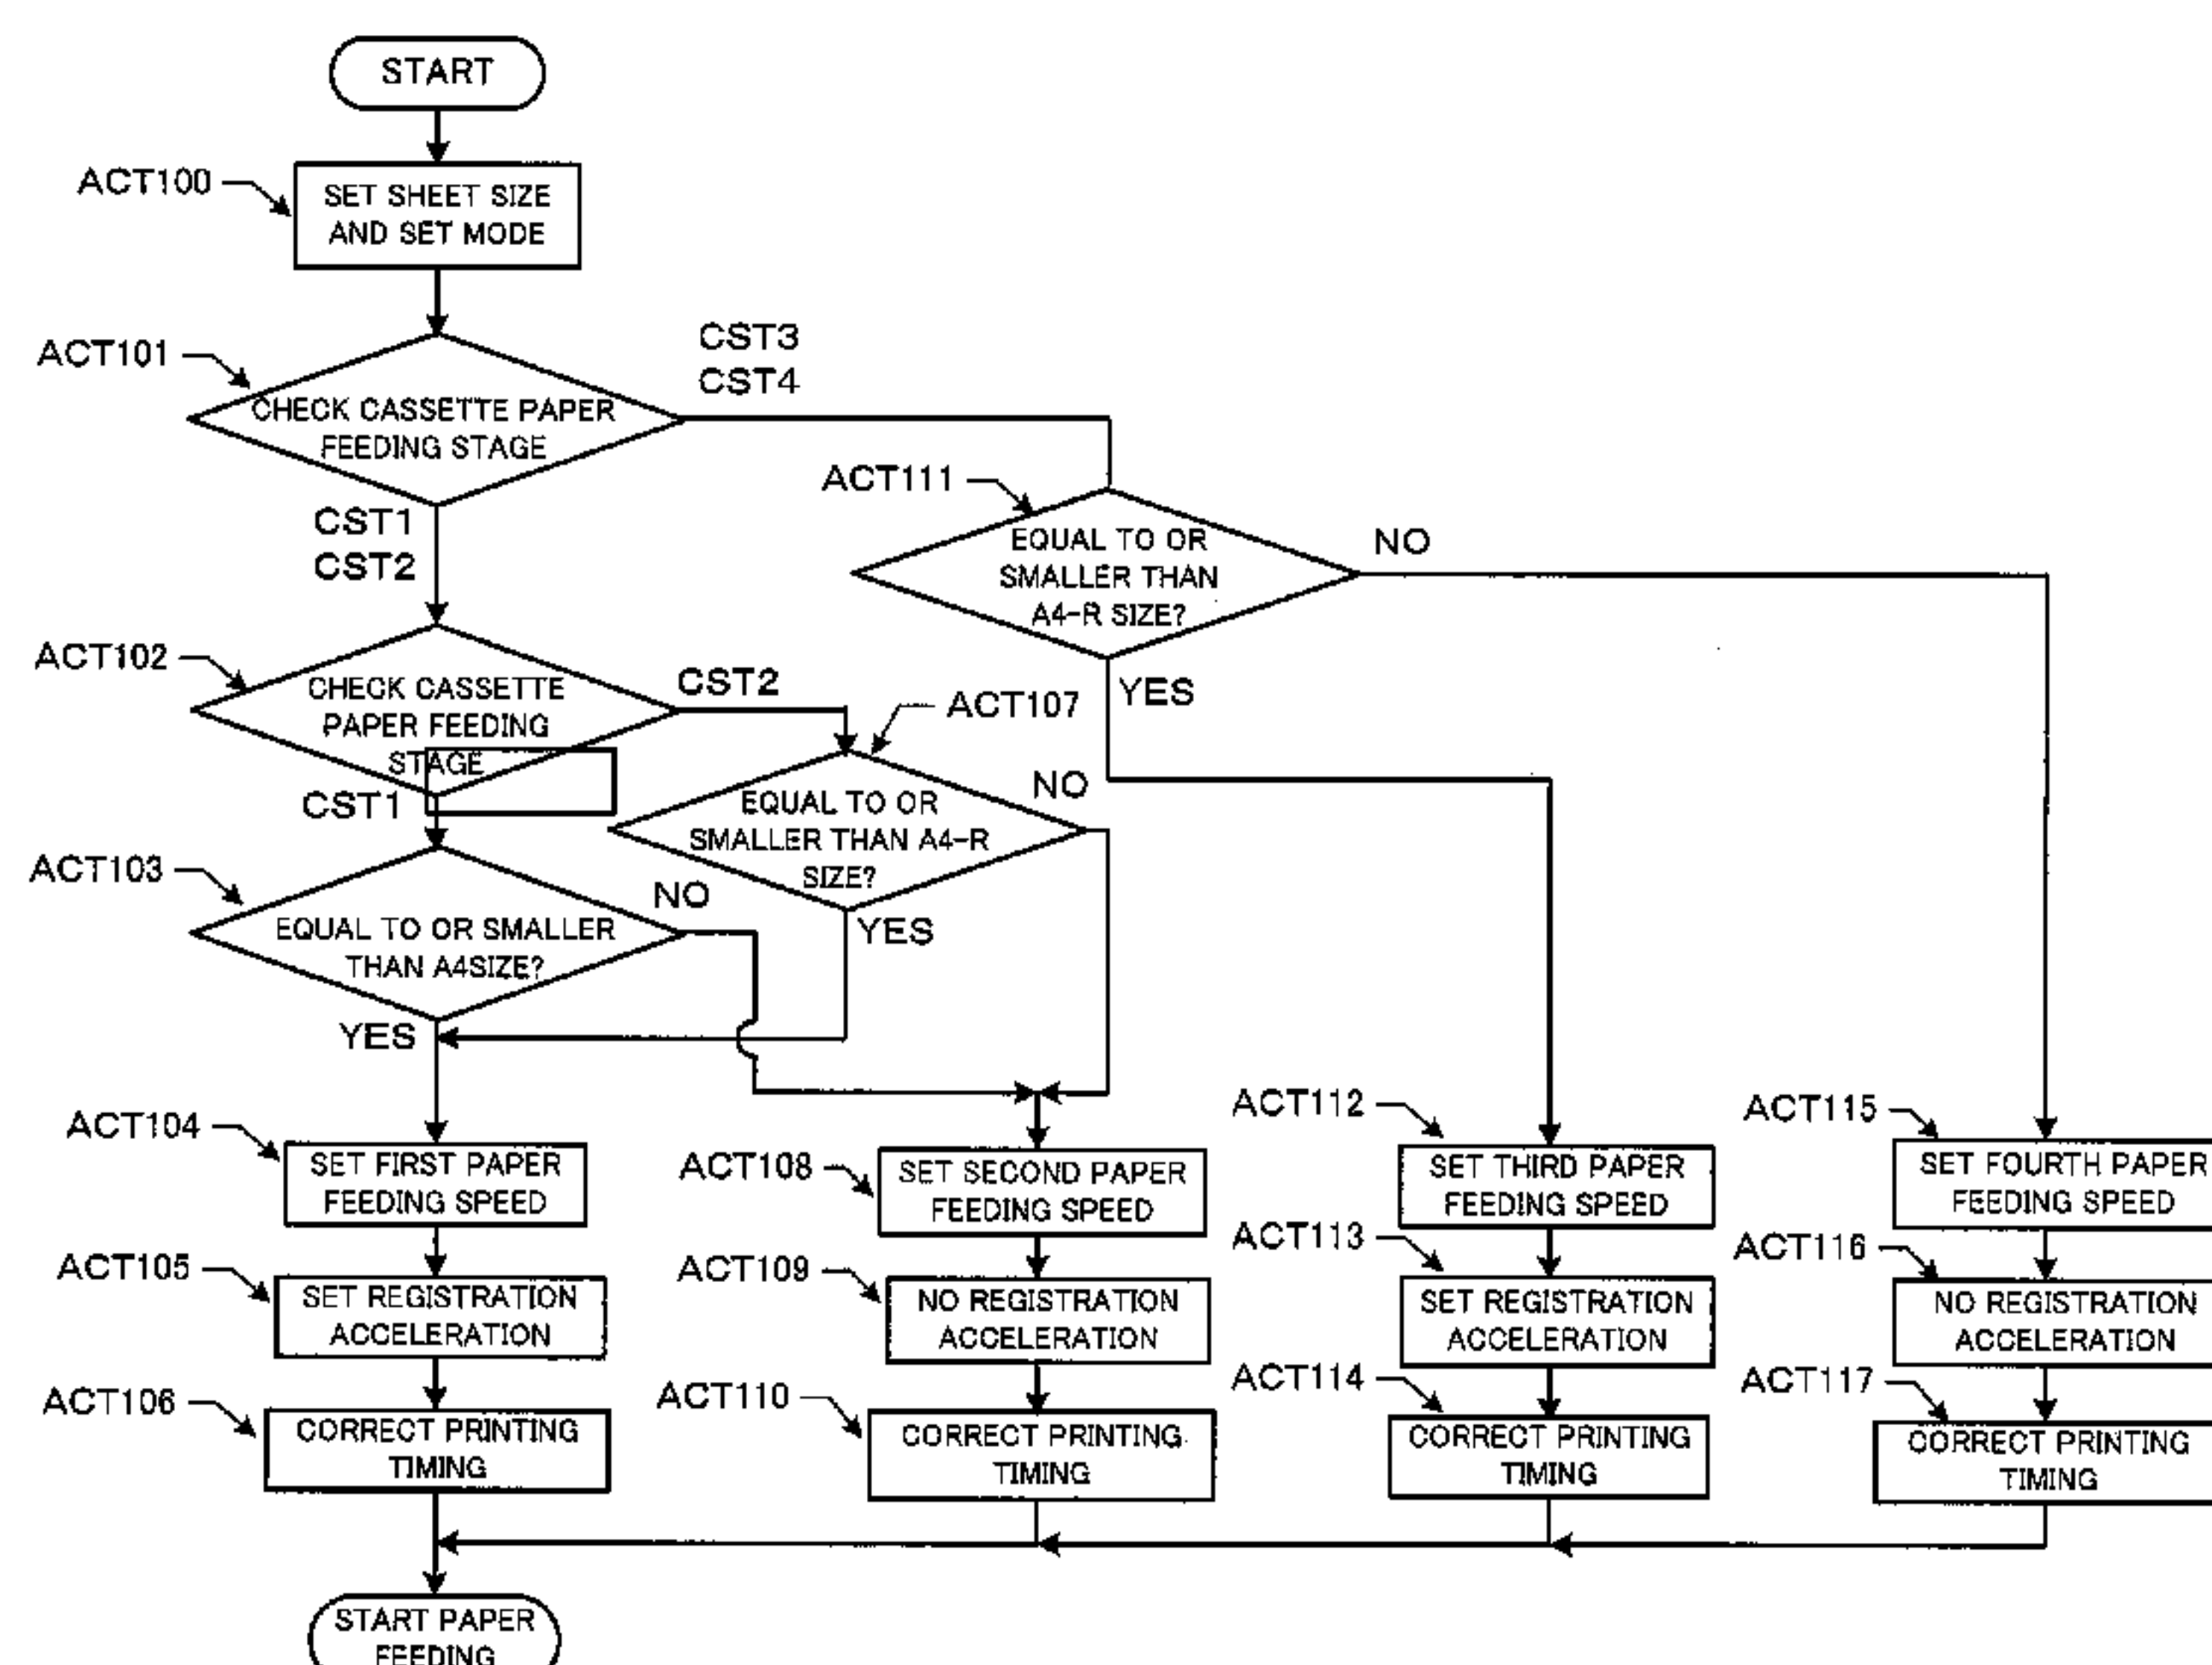 START
ACT100
SET SHEET SIZE
AND SET MODE
ACT101
CHECK CASSETTE PAPER
FEEDING STAGE
CST3
CST4
CST1
CST2
ACT111
EQUAL TO OR
SMALLER THAN
A4-R SIZE?
NO
YES
ACT102
CHECK CASSETTE
PAPER FEEDING
STAGE
CST2
CST1
ACT107
EQUAL TO OR
SMALLER THAN A4-R
SIZE?
NO
YES
ACT103
EQUAL TO OR SMALLER
THAN A4SIZE?
NO
YES
ACT104
SET FIRST PAPER
FEEDING SPEED
ACT105
SET REGISTRATION
ACCELERATION
ACT106
CORRECT PRINTING
TIMING
ACT108
SET SECOND PAPER
FEEDING SPEED
ACT109
NO REGISTRATION
ACCELERATION
ACT110
CORRECT PRINTING
TIMING
ACT112
SET THIRD PAPER
FEEDING SPEED
ACT113
SET REGISTRATION
ACCELERATION
ACT114
CORRECT PRINTING
TIMING
ACT115
SET FOURTH PAPER
FEEDING SPEED
ACT116
NO REGISTRATION
ACCELERATION
ACT117
CORRECT PRINTING
TIMING
START PAPER
FEEDING